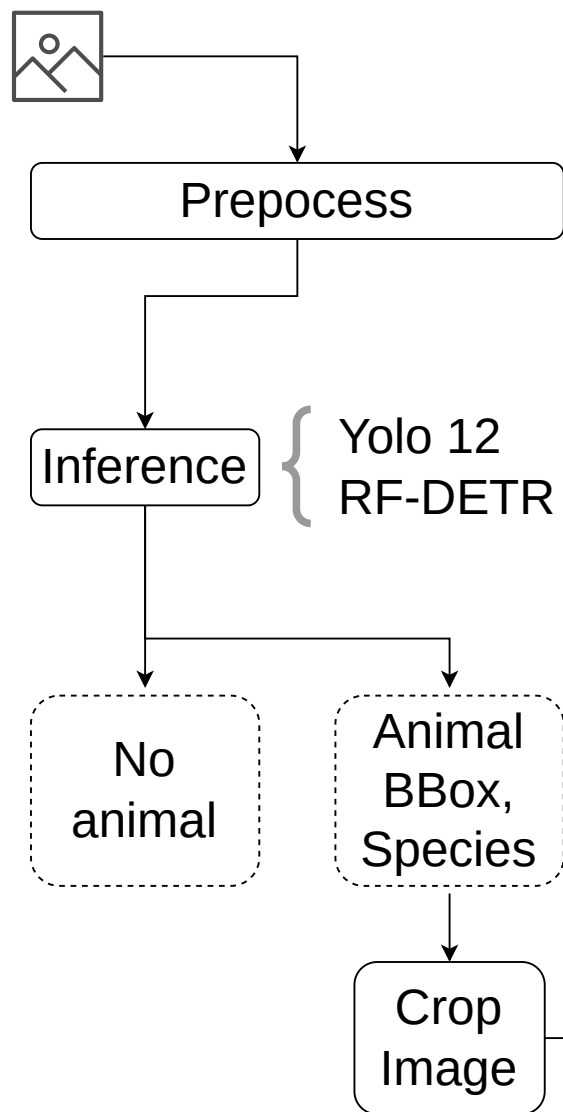 Prepocess
Inference
Yolo 12
RF-DETR
No
animal
Animal
BBox,
Species
Crop
Image